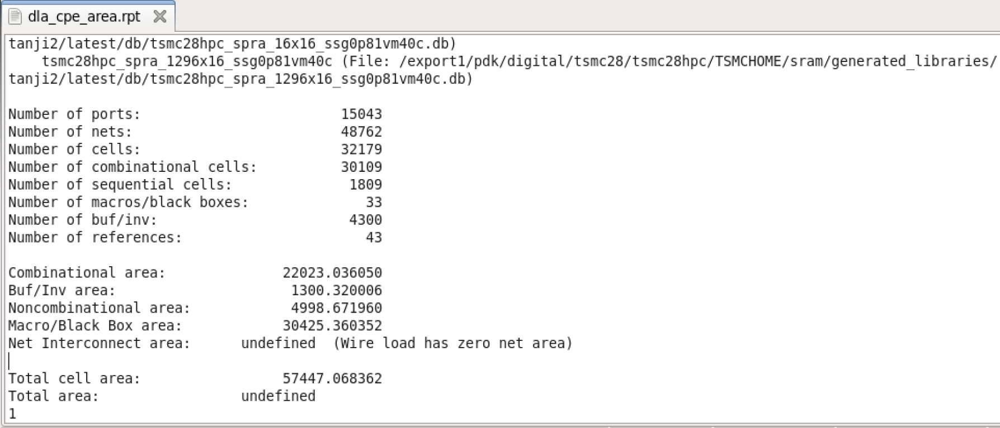 dla_cpe_area.rpt
tanji2/latest/db/tsmc28hpc_spra_16x16_ssg0p81vm40c.db)
    tsmc28hpc_spra_1296x16_ssg0p81vm40c (File: /export1/pdk/digital/tsmc28/tsmc28hpc/TSMCHOME/sram/generated_libraries/
tanji2/latest/db/tsmc28hpc_spra_1296x16_ssg0p81vm40c.db)
Number of ports:                        15043
Number of nets:                         48762
Number of cells:                        32179
Number of combinational cells:          30109
Number of sequential cells:              1809
Number of macros/black boxes:              33
Number of buf/inv:                       4300
Number of references:                      43
Combinational area:              22023.036050
Buf/Inv area:                     1300.320006
Noncombinational area:            4998.671960
Macro/Black Box area:            30425.360352
Net Interconnect area:      undefined  (Wire load has zero net area)
Total cell area:                 57447.068362
Total area:                 undefined
1